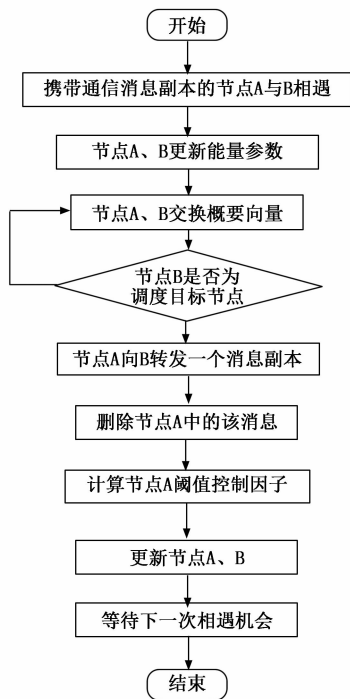 开始
携带通信消息副本的节点A与B相遇
节点A、B更新能量参数
节点A、B交换概要向量
节点B是否为
调度目标节点
节点A向B转发一个消息副本
删除节点A中的该消息
计算节点A阈值控制因子
更新节点A、B
等待下一次相遇机会
结束